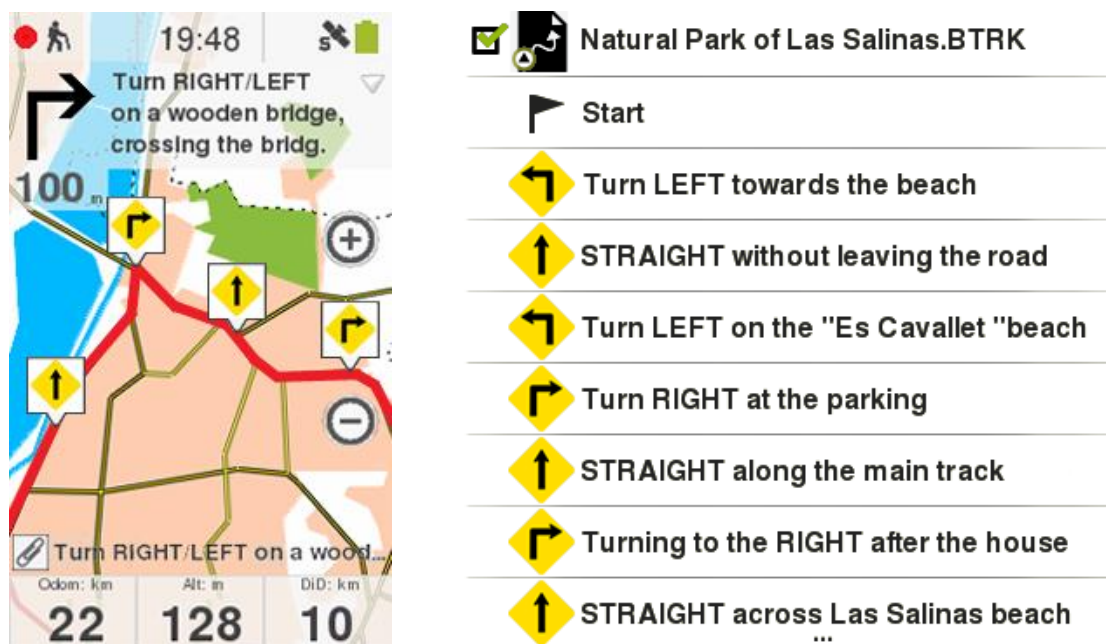 19:48
S
Turn RIGHT/LEFT
on a wooden bridge,
crossing the bridg.
100 m
Turn RIGHT/LEFT on a wood...
Odom: km
Alt: m
DiD: km
22
128
10
Natural Park of Las Salinas.BTRK
Start
Turn LEFT towards the beach
STRAIGHT without leaving the road
Turn LEFT on the "Es Cavallet "beach
Turn RIGHT at the parking
STRAIGHT along the main track
Turning to the RIGHT after the house
STRAIGHT across Las Salinas beach
...